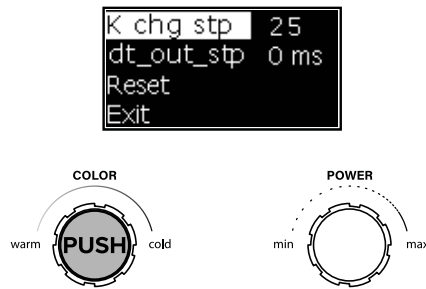 K chg stp 25
dt_out_stp 0 ms
Reset
Exit
COLOR
POWER
warm PUSH cold
min max